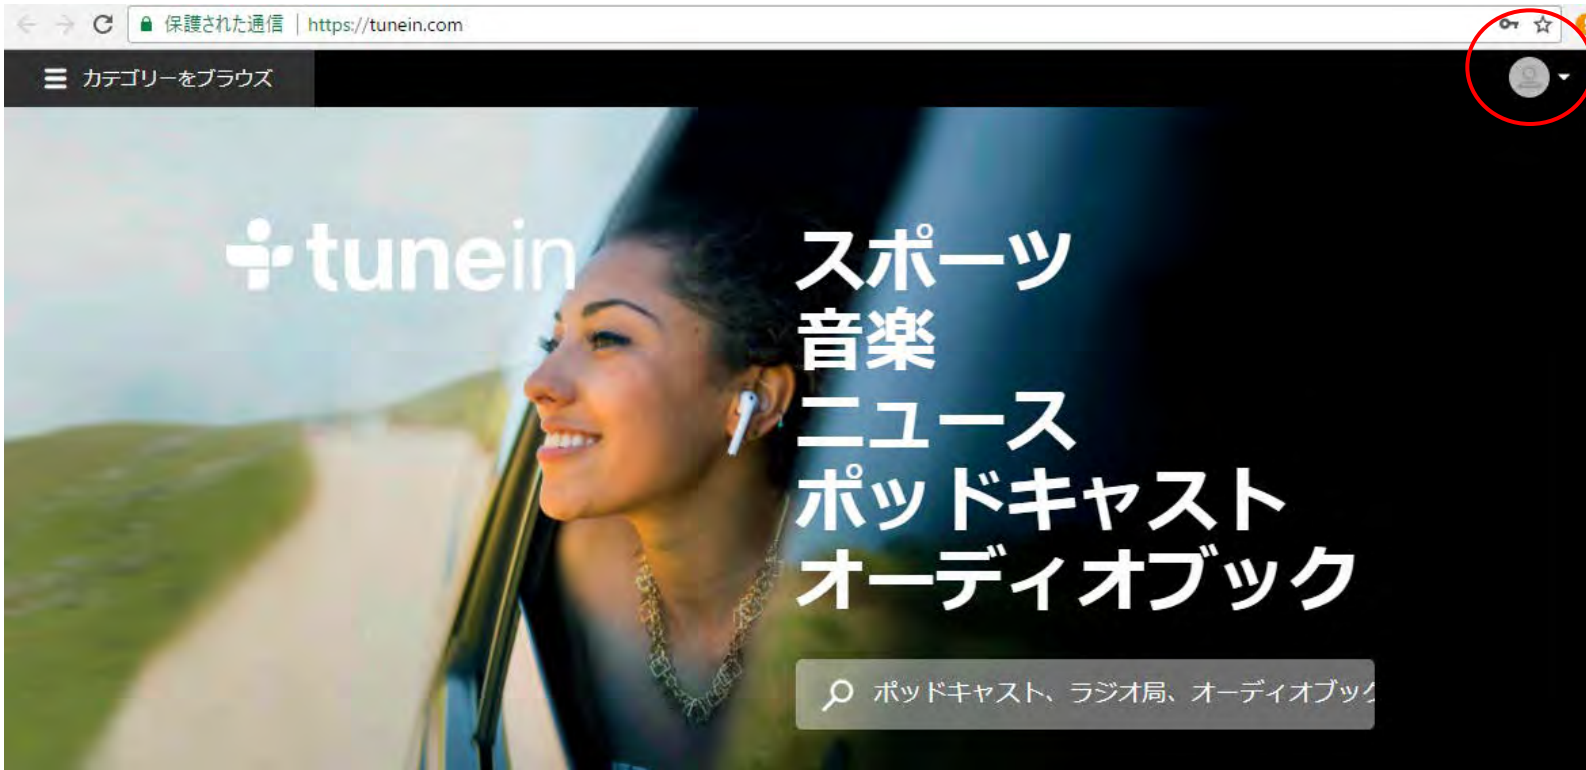 保護された通信 | https://tunein.com
カテゴリーをブラウズ
tunein
スポーツ
音楽
ニュース
ポッドキャスト
オーディオブック
ポッドキャスト、ラジオ局、オーディオブック